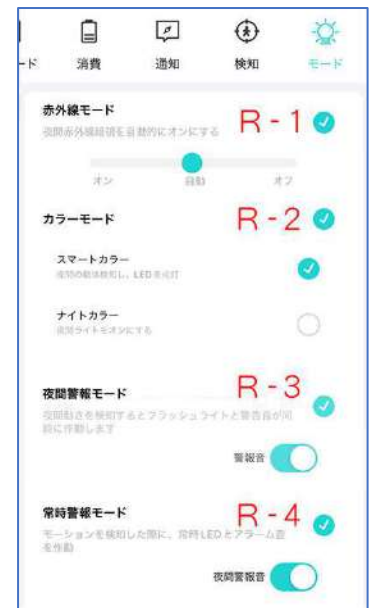 ード 消費 通知 検知 モード
赤外線モード R-1
夜間赤外線暗視を自動的にオンにする
オン 自動 オフ
カラーモード R-2
スマートカラー
夜間の動体検知し、LEDを点灯
ナイトカラー
夜間ライトをオンにする
夜間警報モード R-3
夜間動きを検知するとフラッシュライトと警告音が同
時に作動します
警報音
常時警報モード R-4
モーションを検知した際に、常時LEDとアラーム音
を作動
夜間警報音